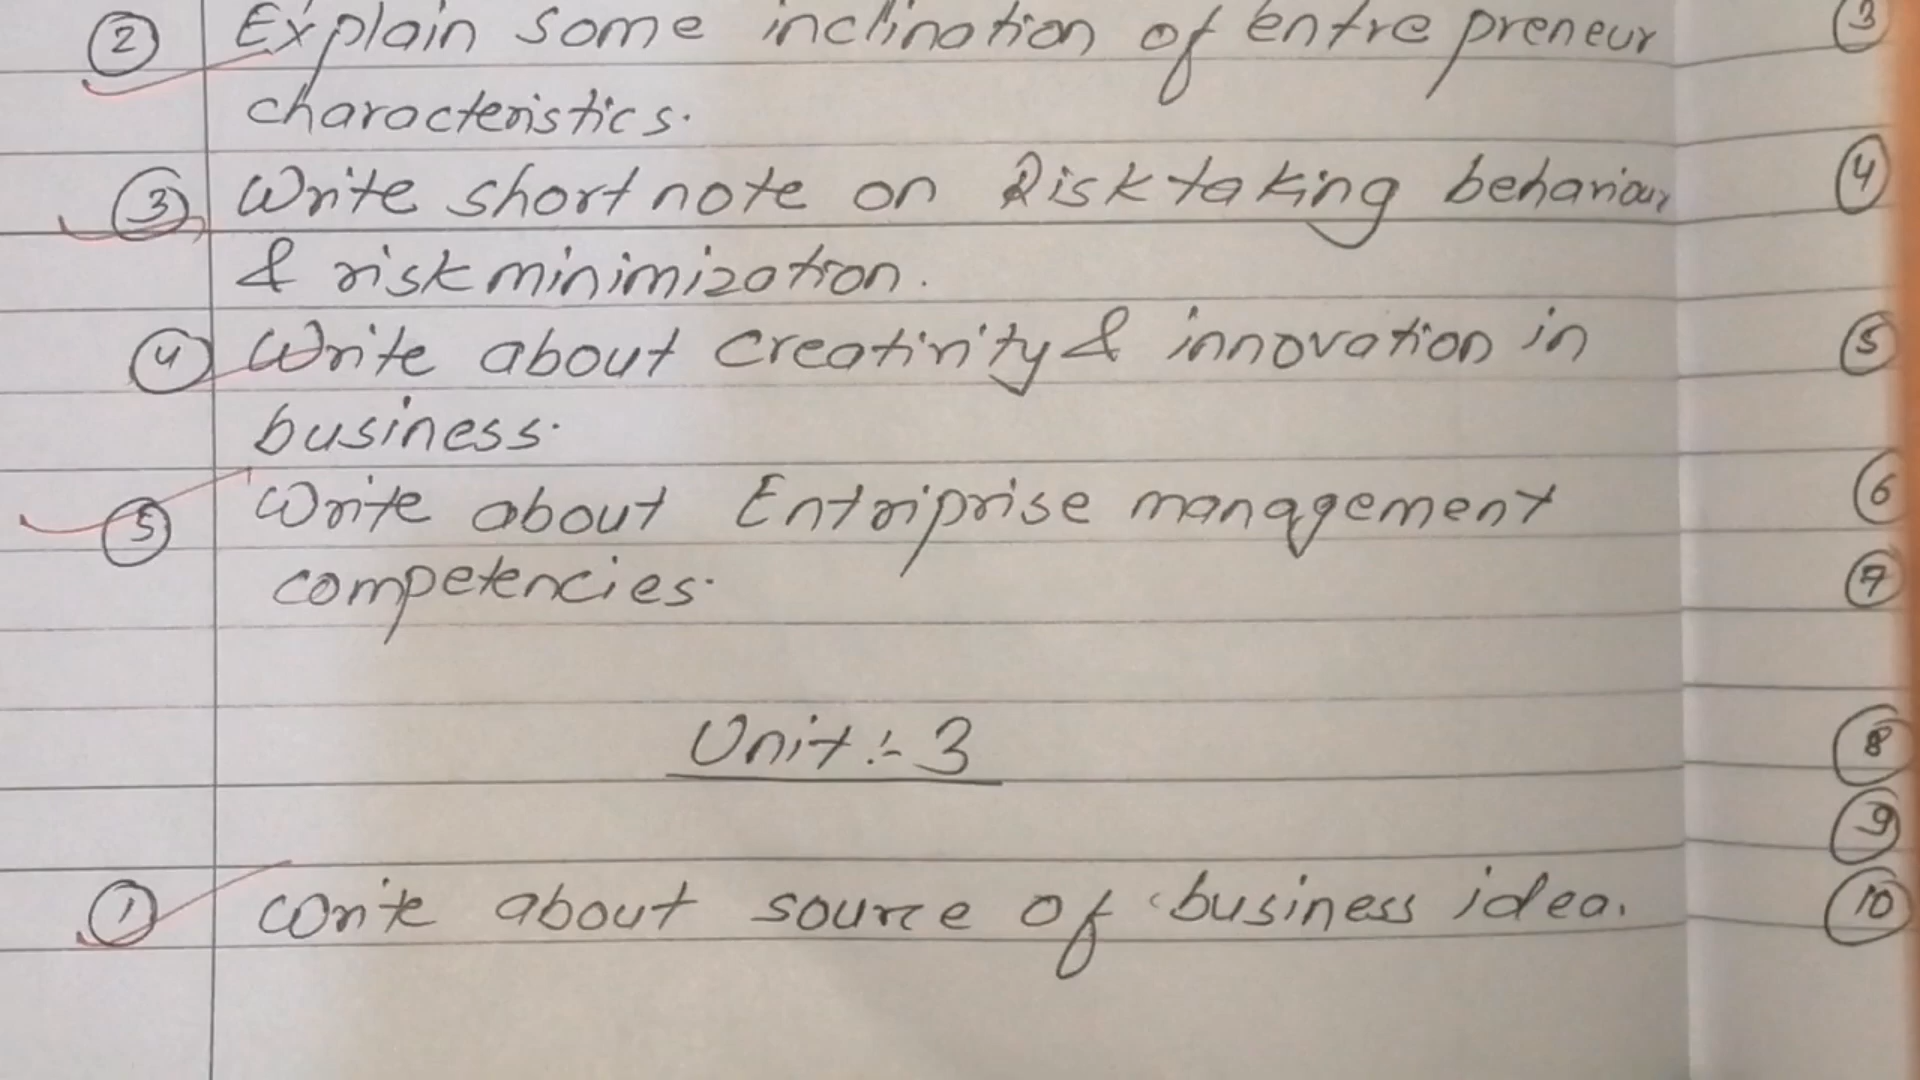 ② Explain some inclination of entrepreneur
characteristics.
③ Write short note on Risk taking behaviour
& risk minimization.
④ Write about creativity & innovation in
business.
⑤ Write about Entriprise management
competencies.
Unit :- 3
① Write about source of business idea.
③
④
⑤
⑥
⑦
⑧
⑨
⑩